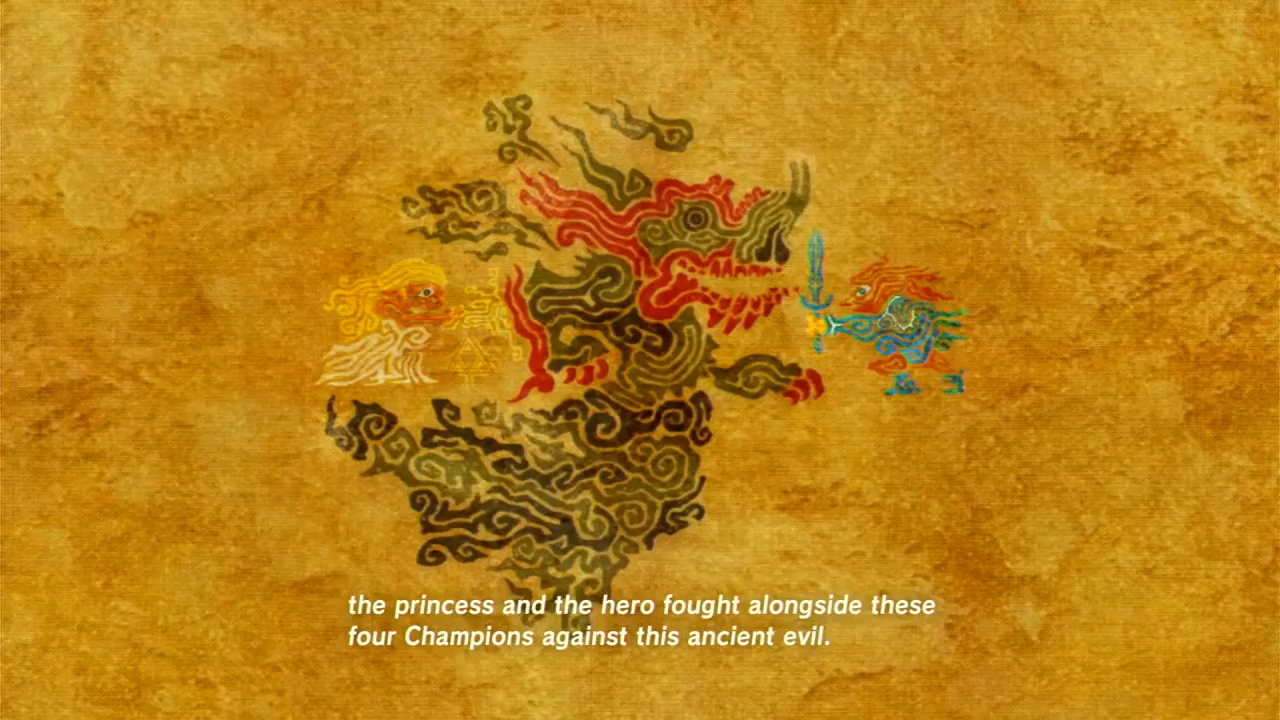 the princess and the hero fought alongside these
four Champions against this ancient evil.